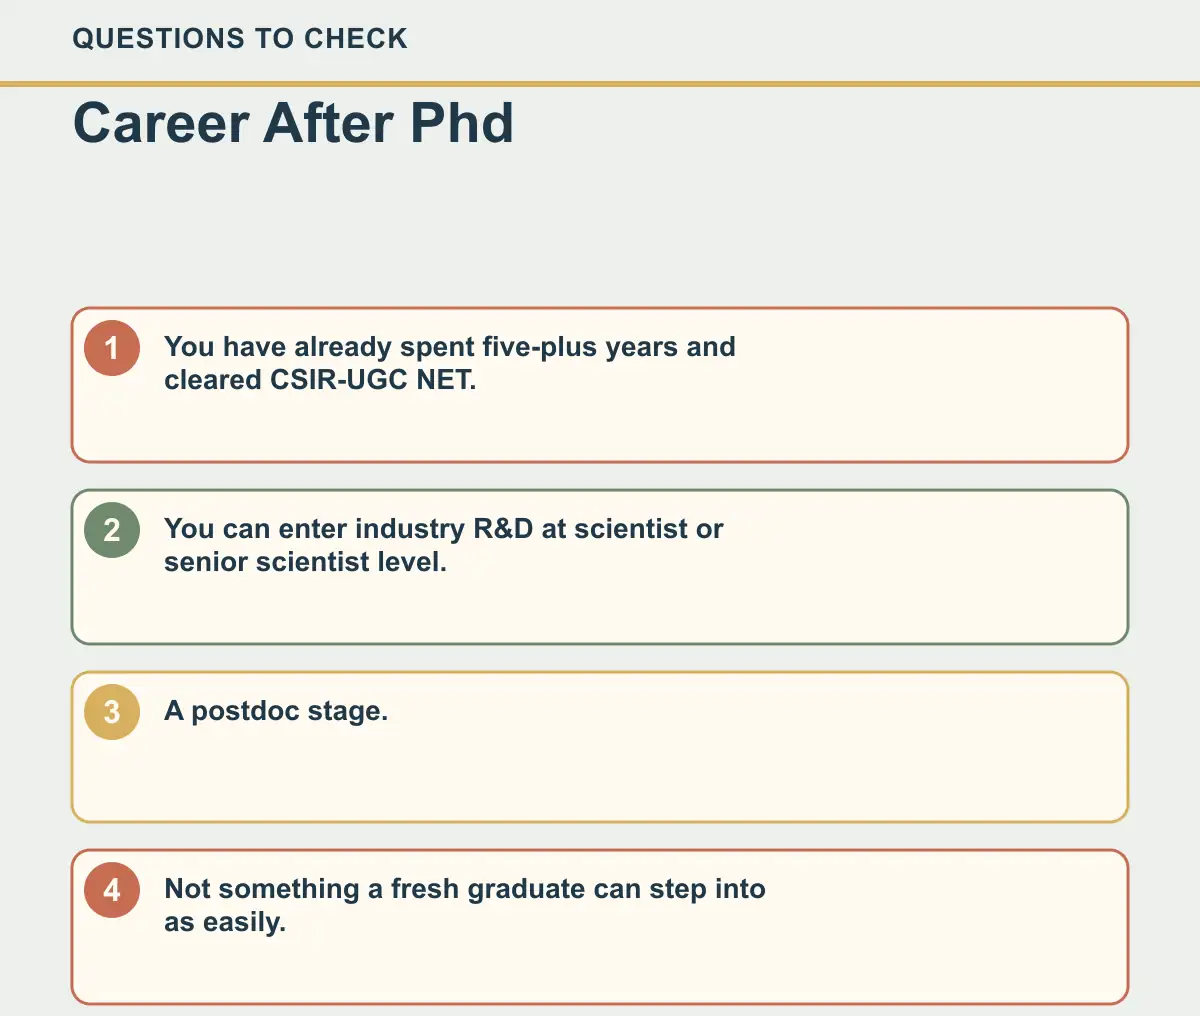 QUESTIONS TO CHECK
Career After Phd
1
You have already spent five-plus years and
cleared CSIR-UGC NET.
2
You can enter industry R&D at scientist or
senior scientist level.
3
A postdoc stage.
4
Not something a fresh graduate can step into
as easily.